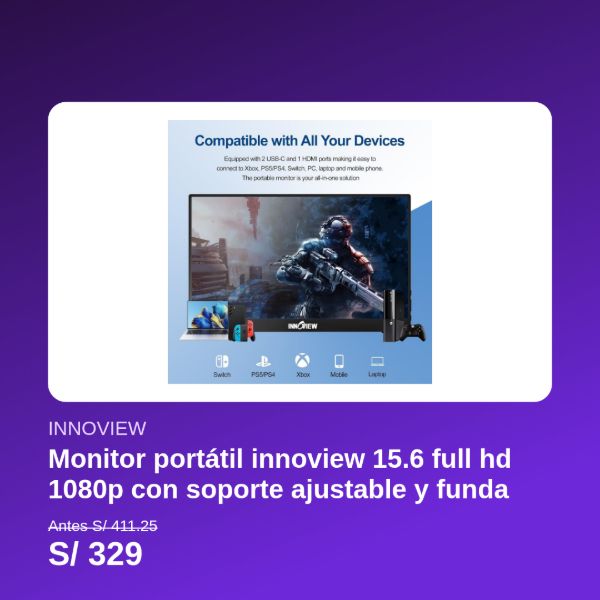 Compatible with All Your Devices
Equipped with 2 USB-C and 1 HDMI ports making it easy to
connect to Xbox, PS5/PS4, Switch, PC, laptop and mobile phone.
The portable monitor is your all-in-one solution
INNOVIEW
Switch PS5/PS4 Xbox Mobile Laptop
INNOVIEW
Monitor portátil innoview 15.6 full hd
1080p con soporte ajustable y funda
Antes S/ 411.25
S/ 329